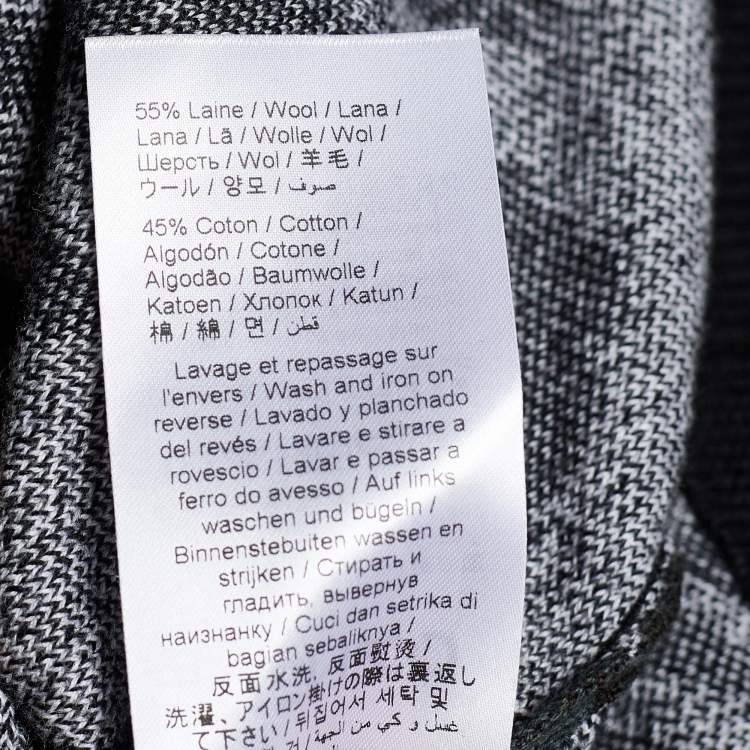 55% Laine / Wool / Lana /
Lana / Lã / Wolle / Wol /
Шерсть / Wol / 羊毛 /
ウール / 양모 / صوف
45% Coton / Cotton /
Algodón / Cotone /
Algodão / Baumwolle /
Katoen / Хлопок / Katun /
棉 / 綿 / 면 / قطن
Lavage et repassage sur
l'envers / Wash and iron on
reverse / Lavado y planchado
del revés / Lavare e stirare a
rovescio / Lavar e passar a
ferro do avesso / Auf links
waschen und bügeln /
Binnenstebuiten wassen en
strijken / Стирать и
гладить, вывернув
наизнанку / Cuci dan setrika di
bagian sebaliknya /
反面水洗, 反面熨烫 /
洗濯、アイロン掛けの際は裏返し
て下さい / 뒤집어서 세탁 및
غسل و كي من الجهة